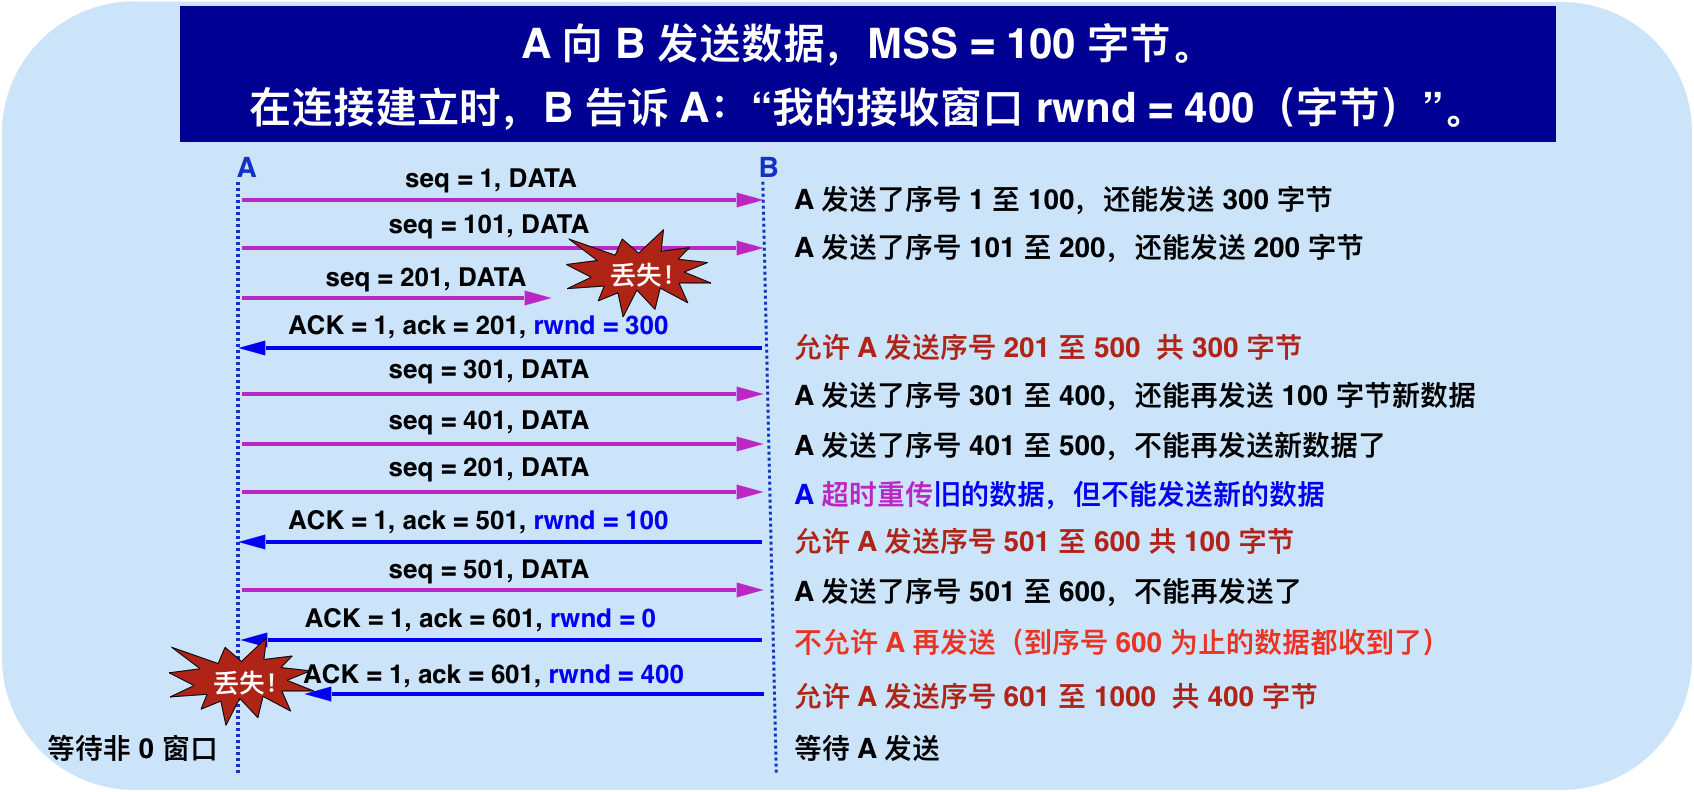 A 向 B 发送数据，MSS = 100 字节。
在连接建立时，B 告诉 A：“我的接收窗口 rwnd = 400（字节）”。
A
B
seq = 1, DATA
A 发送了序号 1 至 100，还能发送 300 字节
seq = 101, DATA
A 发送了序号 101 至 200，还能发送 200 字节
seq = 201, DATA
丢失！
ACK = 1, ack = 201, rwnd = 300
允许 A 发送序号 201 至 500 共 300 字节
seq = 301, DATA
A 发送了序号 301 至 400，还能再发送 100 字节新数据
seq = 401, DATA
A 发送了序号 401 至 500，不能再发送新数据了
seq = 201, DATA
A 超时重传旧的数据，但不能发送新的数据
ACK = 1, ack = 501, rwnd = 100
允许 A 发送序号 501 至 600 共 100 字节
seq = 501, DATA
A 发送了序号 501 至 600，不能再发送了
ACK = 1, ack = 601, rwnd = 0
不允许 A 再发送（到序号 600 为止的数据都收到了）
丢失！
ACK = 1, ack = 601, rwnd = 400
允许 A 发送序号 601 至 1000 共 400 字节
等待非 0 窗口
等待 A 发送